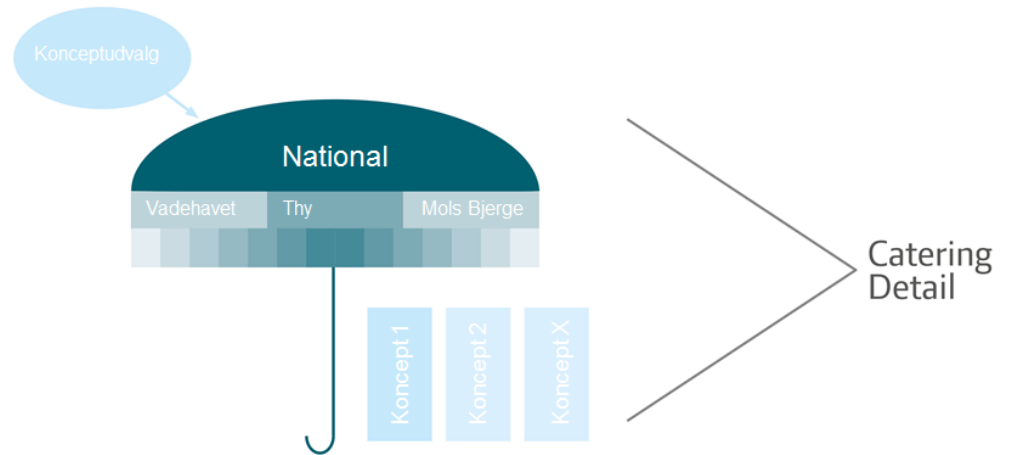 Konceptudvalg
National
Vadehavet
Thy
Mols Bjerge
Koncept 1
Koncept 2
Koncept X
Catering
Detail